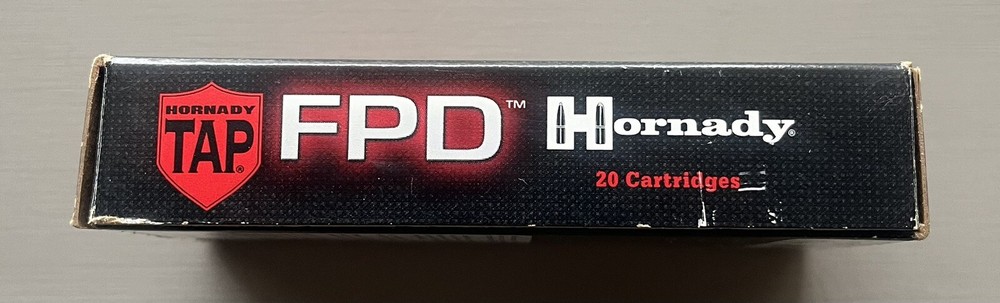 HORNADY
TAP®
FPD™
Hornady®
20 Cartridges